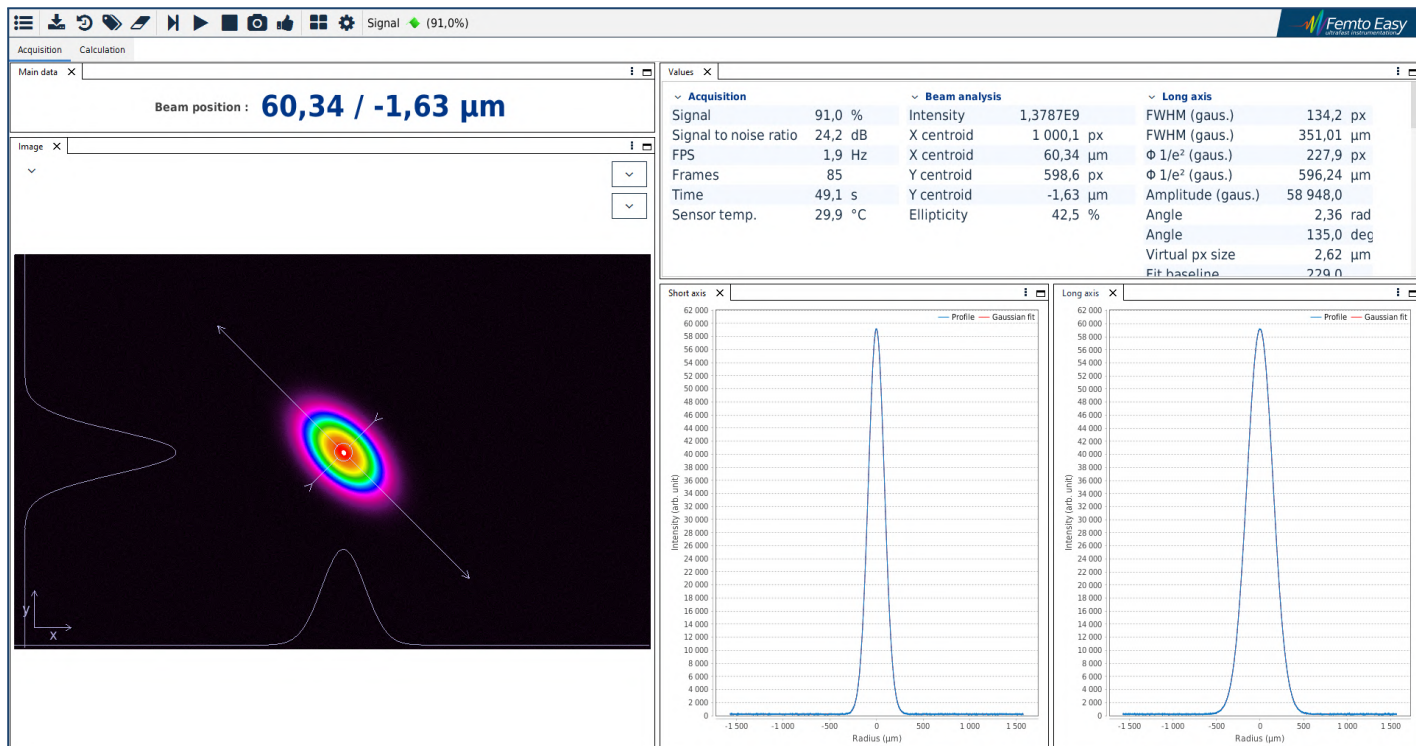 Signal (91,0%)
Femto Easy
ultrafast instrumentation
Acquisition Calculation
Main data
Beam position : 60,34 / -1,63 µm
Image
y
x
Values
Acquisition
Signal 91,0 %
Signal to noise ratio 24,2 dB
FPS 1,9 Hz
Frames 85
Time 49,1 s
Sensor temp. 29,9 °C
Beam analysis
Intensity 1,3787E9
X centroid 1 000,1 px
X centroid 60,34 µm
Y centroid 598,6 px
Y centroid -1,63 µm
Ellipticity 42,5 %
Long axis
FWHM (gaus.) 134,2 px
FWHM (gaus.) 351,01 µm
Φ 1/e² (gaus.) 227,9 px
Φ 1/e² (gaus.) 596,24 µm
Amplitude (gaus.) 58 948,0
Angle 2,36 rad
Angle 135,0 deg
Virtual px size 2,62 µm
Fit baseline 229,0
Short axis
Profile Gaussian fit
62 000
60 000
58 000
56 000
54 000
52 000
50 000
48 000
46 000
44 000
42 000
40 000
38 000
36 000
34 000
32 000
30 000
28 000
26 000
24 000
22 000
20 000
18 000
16 000
14 000
12 000
10 000
8 000
6 000
4 000
2 000
0
Intensity (arb. unit)
-1 500 -1 000 -500 0 500 1 000 1 500
Radius (µm)
Long axis
Profile Gaussian fit
62 000
60 000
58 000
56 000
54 000
52 000
50 000
48 000
46 000
44 000
42 000
40 000
38 000
36 000
34 000
32 000
30 000
28 000
26 000
24 000
22 000
20 000
18 000
16 000
14 000
12 000
10 000
8 000
6 000
4 000
2 000
0
Intensity (arb. unit)
-1 500 -1 000 -500 0 500 1 000 1 500
Radius (µm)